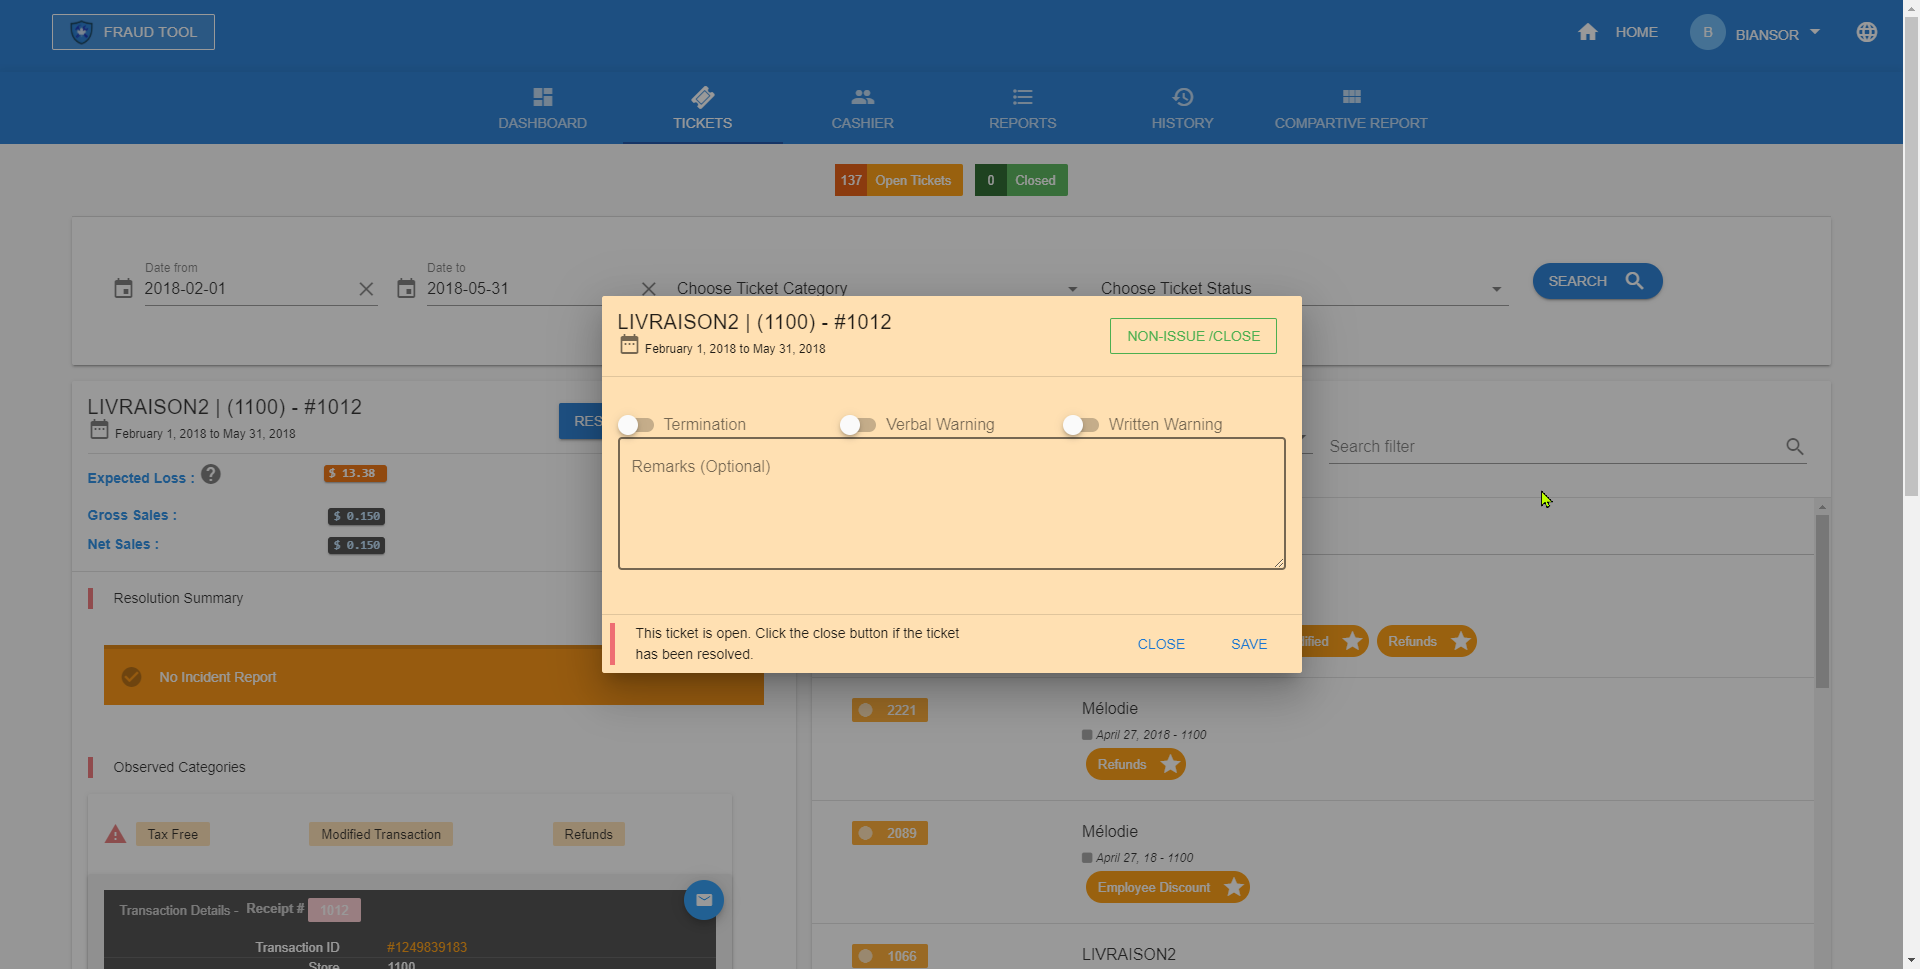 FRAUD TOOL
HOME
B
BIANSOR
DASHBOARD
TICKETS
CASHIER
REPORTS
HISTORY
COMPARTIVE REPORT
137 Open Tickets
0 Closed
Date from
2018-02-01
Date to
2018-05-31
Choose Ticket Category
Choose Ticket Status
SEARCH
LIVRAISON2 | (1100) - #1012
February 1, 2018 to May 31, 2018
NON-ISSUE /CLOSE
Termination
Verbal Warning
Written Warning
Remarks (Optional)
This ticket is open. Click the close button if the ticket
has been resolved.
CLOSE
SAVE
LIVRAISON2 | (1100) - #1012
February 1, 2018 to May 31, 2018
RES
Expected Loss :
$ 13.38
Gross Sales :
$ 0.150
Net Sales :
$ 0.150
Resolution Summary
No Incident Report
Observed Categories
Tax Free
Modified Transaction
Refunds
Transaction Details - Receipt # 1012
Transaction ID #1249839183
Store 1100
Search filter
ified
Refunds
2221
Mélodie
April 27, 2018 - 1100
Refunds
2089
Mélodie
April 27, 18 - 1100
Employee Discount
1066
LIVRAISON2